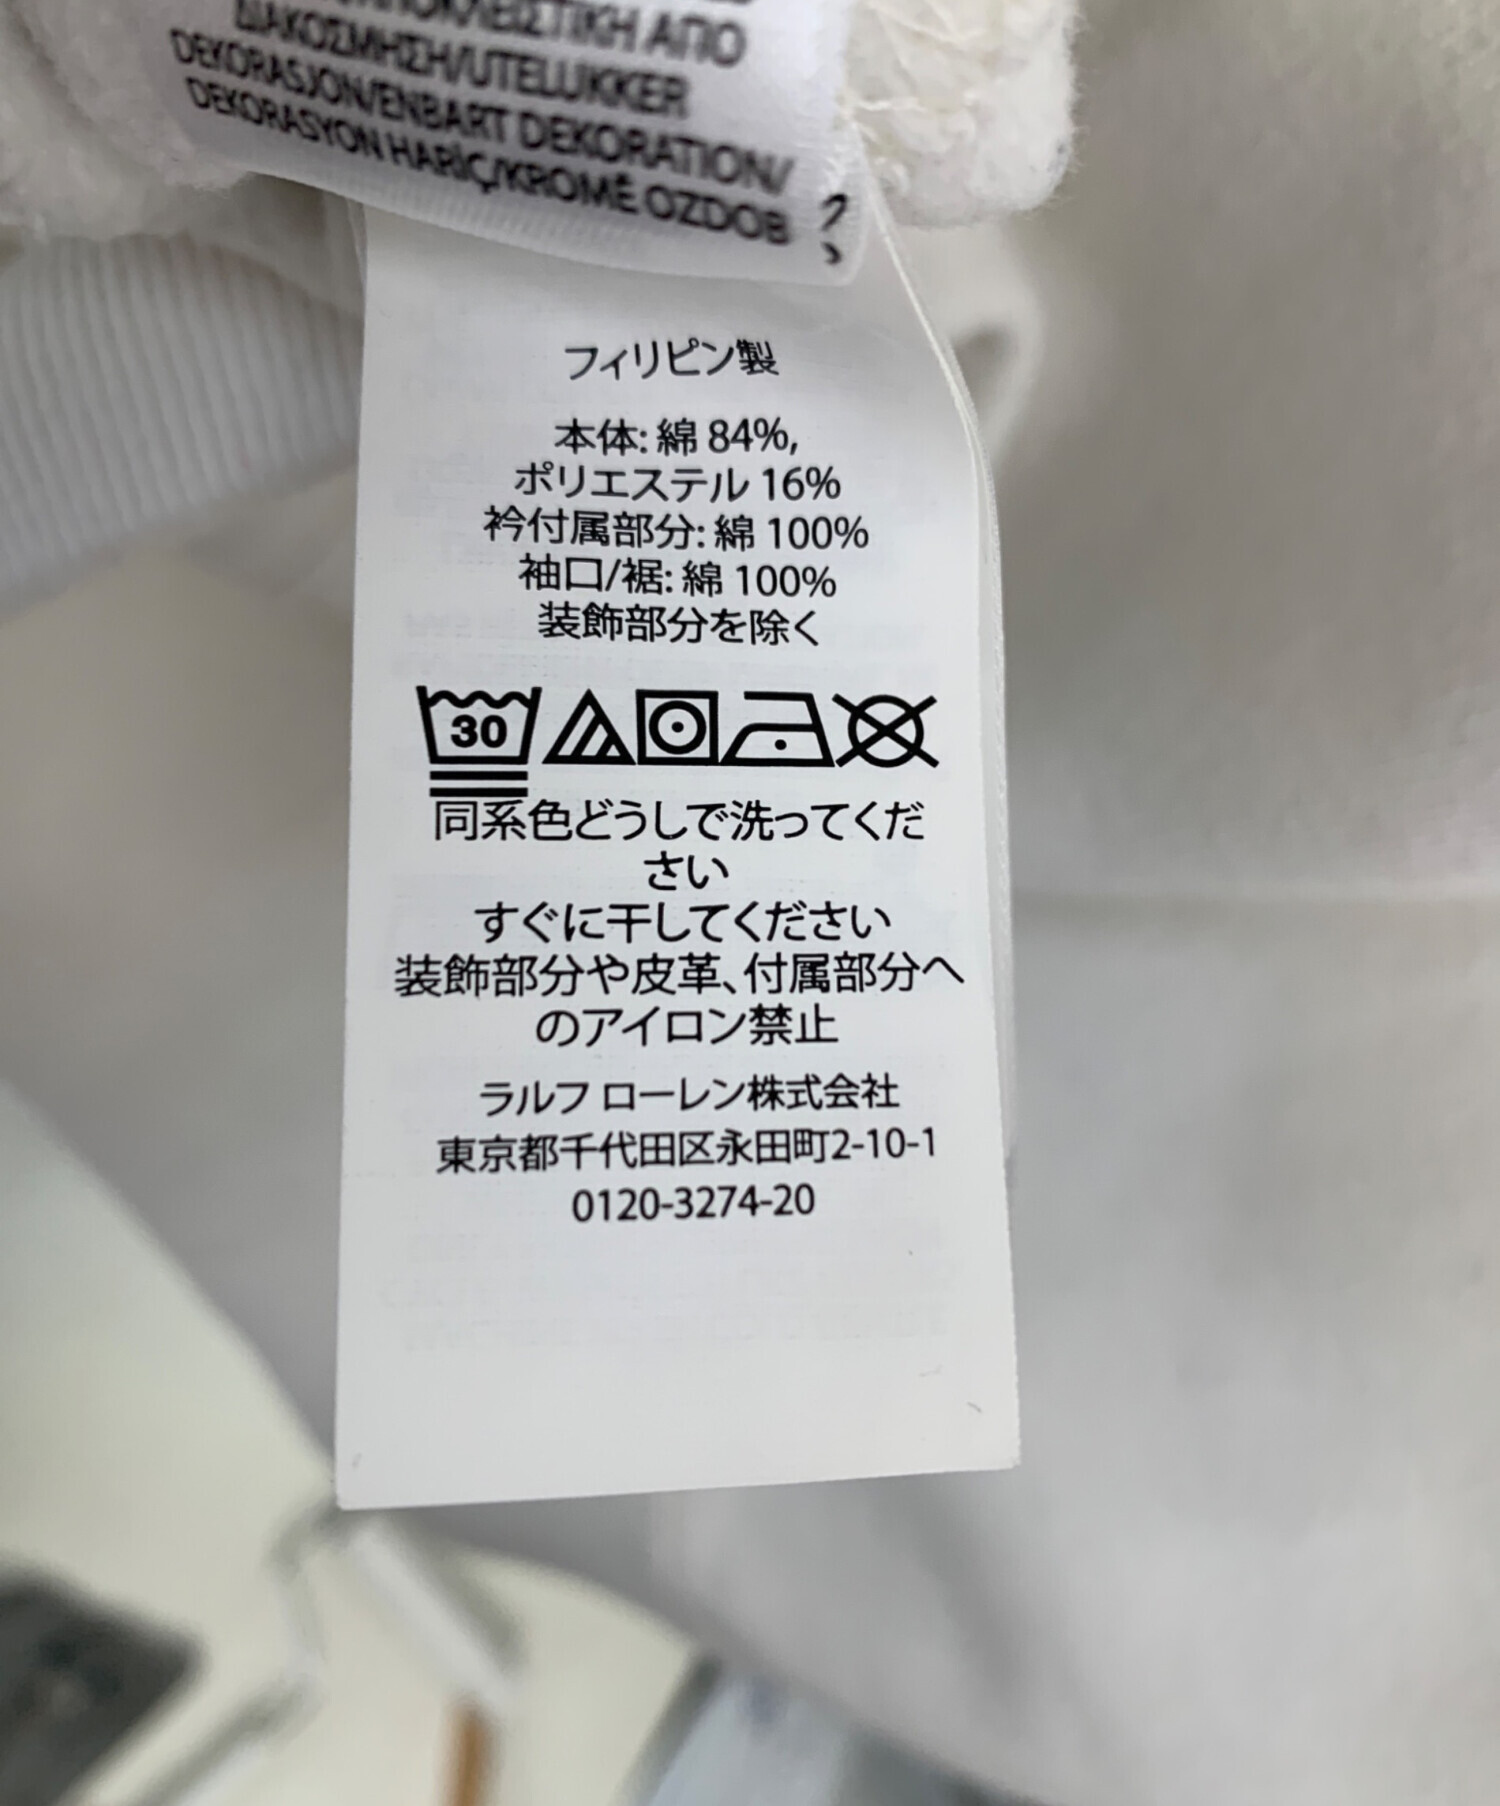 ΔΙΑΚΟΣΜΗΣΗ/UTELUKKER
DEKORASJON/ENBART DEKORATION/
DEKORASYON HARİÇ/KROMĖ OZDOB
フィリピン製
本体: 綿 84%,
ポリエステル 16%
衿付属部分: 綿 100%
袖口/裾: 綿 100%
装飾部分を除く
30
同系色どうしで洗ってくだ
さい
すぐに干してください
装飾部分や皮革、付属部分へ
のアイロン禁止
ラルフ ローレン株式会社
東京都千代田区永田町2-10-1
0120-3274-20